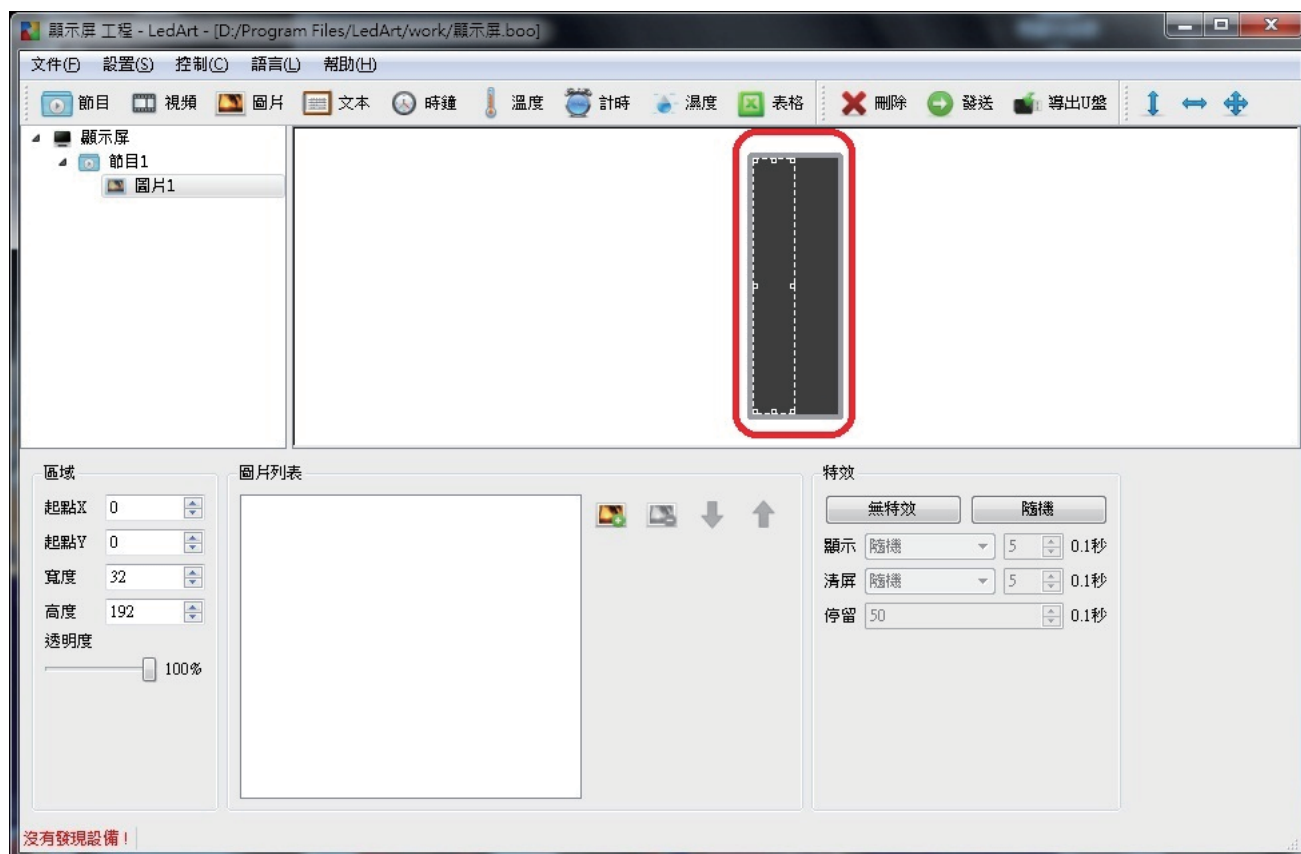 顯示屏 工程 - LedArt - [D:/Program Files/LedArt/work/顯示屏.boo]
文件(F) 設置(S) 控制(C) 語言(L) 幫助(H)
節目 視頻 圖片 文本 時鐘 溫度 計時 濕度 表格 刪除 發送 導出U盤
顯示屏
節目1
圖片1
區域
起點X 0
起點Y 0
寬度 32
高度 192
透明度
100%
圖片列表
特效
無特效 隨機
顯示 隨機 5 0.1秒
清屏 隨機 5 0.1秒
停留 50 0.1秒
沒有發現設備！